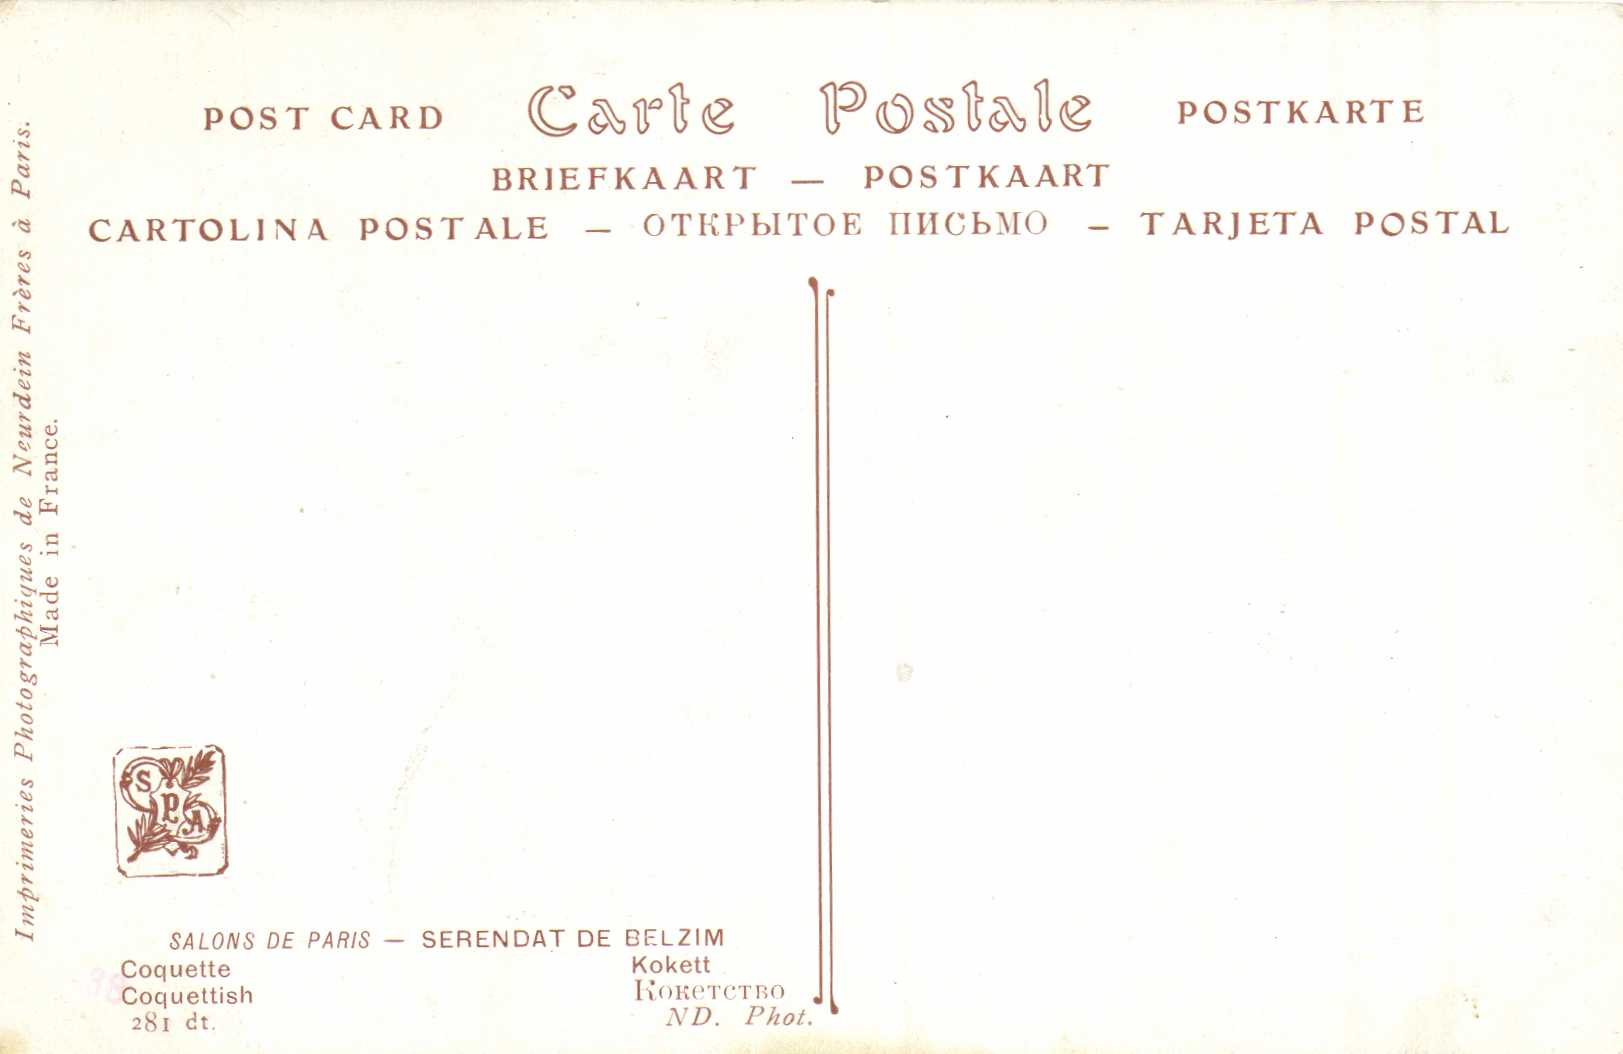 POST CARD Carte Postale POSTKARTE
BRIEFKAART — POSTKAART
CARTOLINA POSTALE — ОТКРЫТОЕ ПИСЬМО — TARJETA POSTAL
Imprimeries Photographiques de Neurdein Frères à Paris.
Made in France.
S
P
A
SALONS DE PARIS — SERENDAT DE BELZIM
Coquette Kokett
Coquettish Кокетство
281 dt. ND. Phot.
38